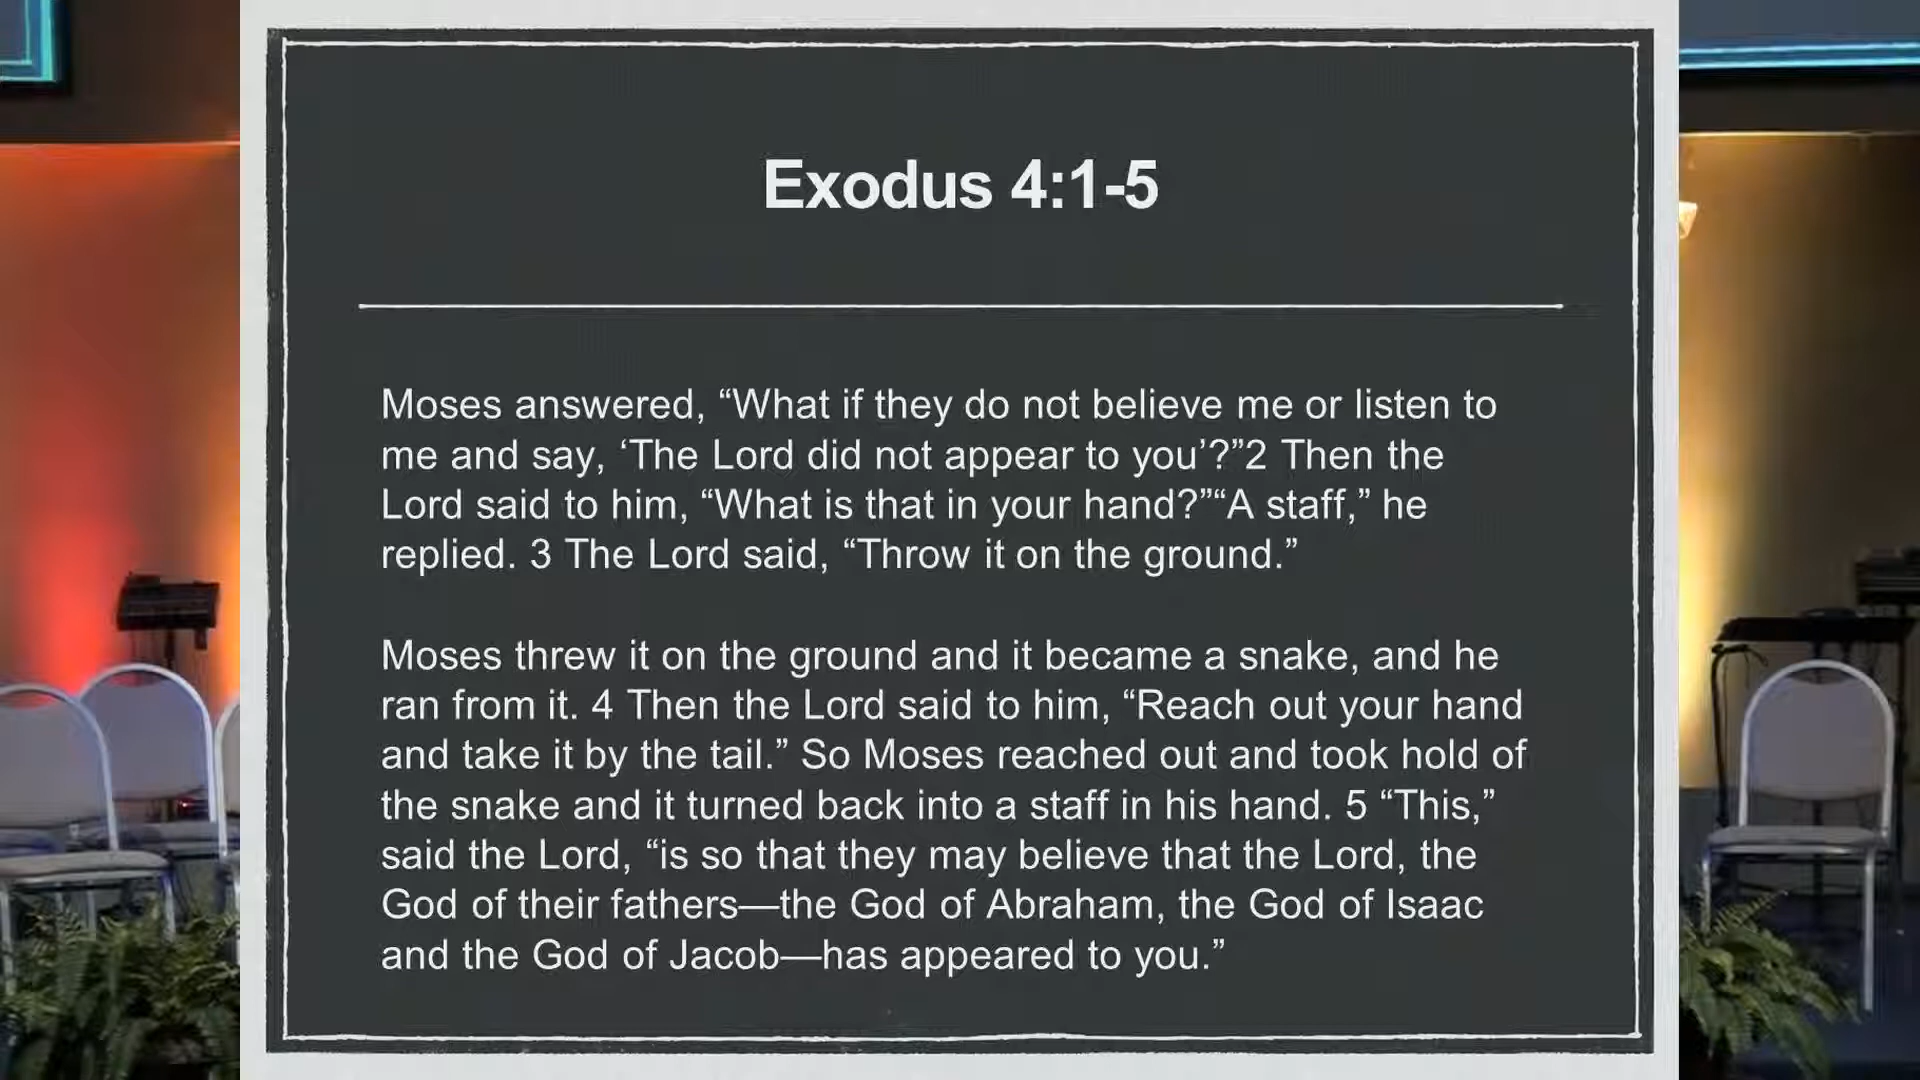 Exodus 4:1-5
Moses answered, “What if they do not believe me or listen to
me and say, ‘The Lord did not appear to you’?”2 Then the
Lord said to him, “What is that in your hand?”“A staff,” he
replied. 3 The Lord said, “Throw it on the ground.”
Moses threw it on the ground and it became a snake, and he
ran from it. 4 Then the Lord said to him, “Reach out your hand
and take it by the tail.” So Moses reached out and took hold of
the snake and it turned back into a staff in his hand. 5 “This,”
said the Lord, “is so that they may believe that the Lord, the
God of their fathers—the God of Abraham, the God of Isaac
and the God of Jacob—has appeared to you.”